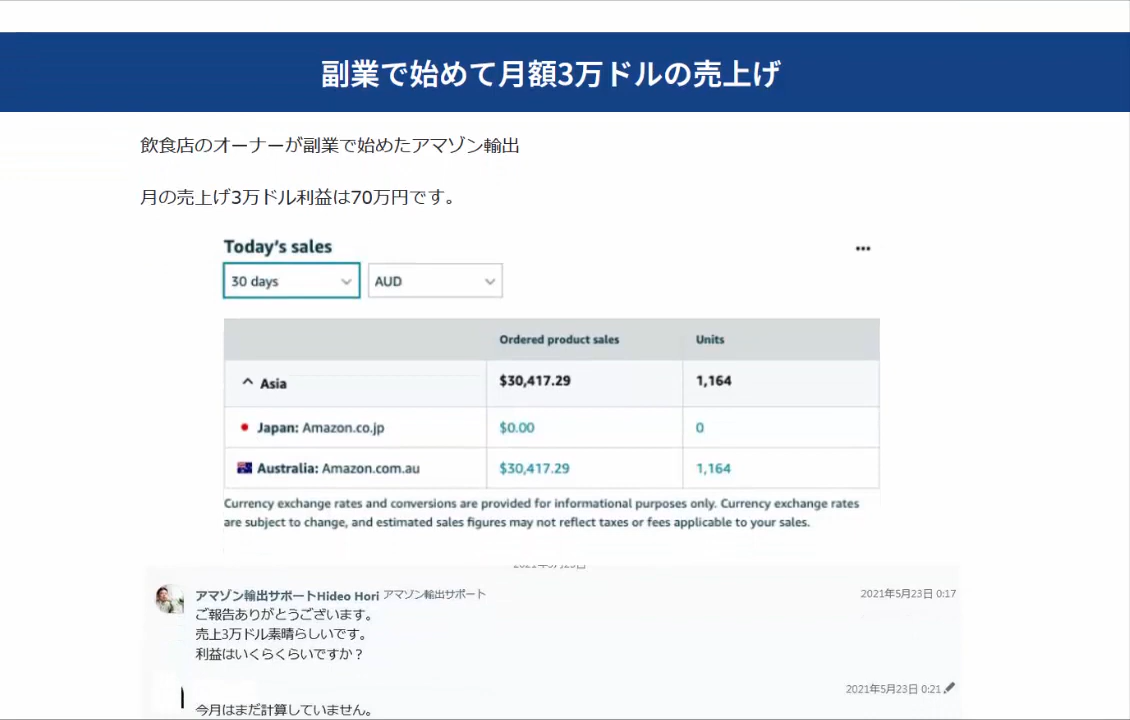 副業で始めて月額3万ドルの売上げ
飲食店のオーナーが副業で始めたアマゾン輸出
月の売上げ3万ドル利益は70万円です。
Today's sales
30 days AUD
Ordered product sales Units
Asia $30,417.29 1,164
Japan: Amazon.co.jp $0.00 0
Australia: Amazon.com.au $30,417.29 1,164
Currency exchange rates and conversions are provided for informational purposes only. Currency exchange rates
are subject to change, and estimated sales figures may not reflect taxes or fees applicable to your sales.
アマゾン輸出サポートHideo Hori アマゾン輸出サポート 2021年5月23日 0:17
ご報告ありがとうございます。
売上3万ドル素晴らしいです。
利益はいくらくらいですか？
2021年5月23日 0:21
今月はまだ計算していません。